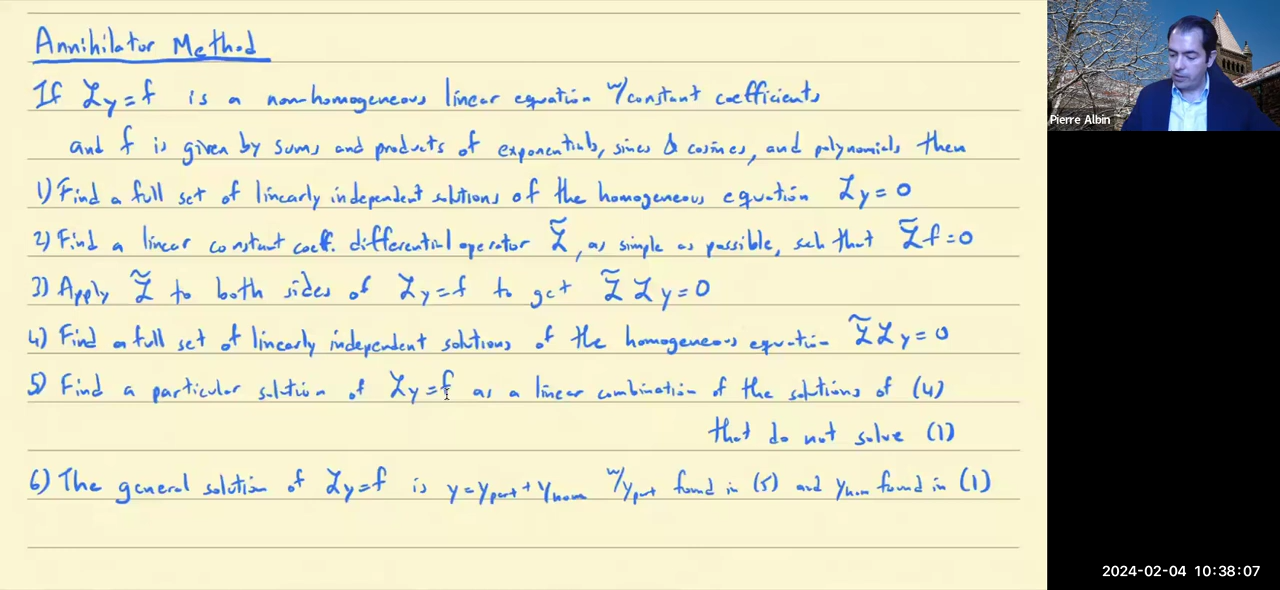 Annihilator Method
If ℒy=f is a non-homogeneous linear equation w/constant coefficients
and f is given by sums and products of exponentials, sines & cosines, and polynomials then
1) Find a full set of linearly independent solutions of the homogeneous equation ℒy=0
2) Find a linear constant coeff. differential operator ℒ̃, as simple as possible, such that ℒ̃f=0
3) Apply ℒ̃ to both sides of ℒy=f to get ℒ̃ℒy=0
4) Find a full set of linearly independent solutions of the homogeneous equation ℒ̃ℒy=0
5) Find a particular solution of ℒy=f as a linear combination of the solutions of (4)
that do not solve (1)
6) The general solution of ℒy=f is y=y_part+y_hom w/y_part found in (5) and y_hom found in (1)
Pierre Albin
2024-02-04 10:38:07